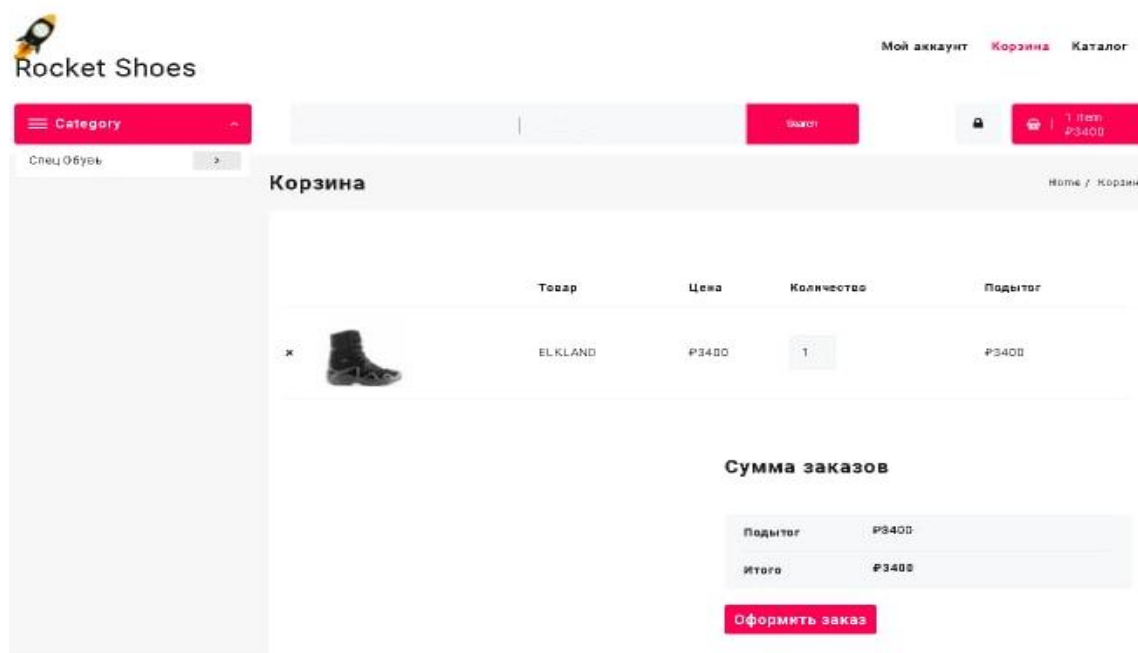 Rocket Shoes
Мой аккаунт Корзина Каталог
Category
Search
1 Item
₽3400
Спец Обувь
Корзина
Home / Корзин
Товар Цена Количество Подытог
ELKLAND ₽3400 1 ₽3400
Сумма заказов
Подытог ₽3400
Итого ₽3400
Оформить заказ